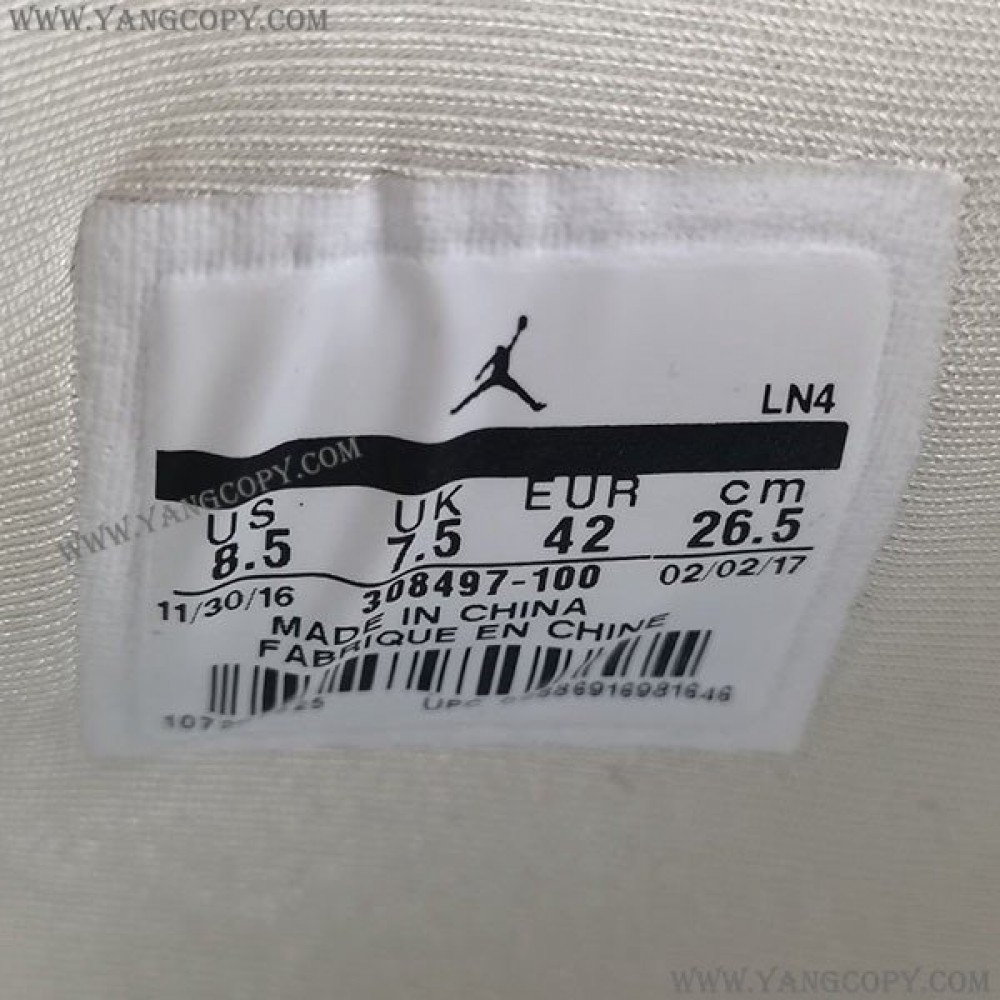 WWW.YANGCOPY.COM
LN4
WWW.YANGCOPY.COM
US UK EUR cm
8.5 7.5 42 26.5
11/30/16 308497-100 02/02/17
MADE IN CHINA
FABRIQUE EN CHINE
UPC
WWW.YANGCOPY.COM